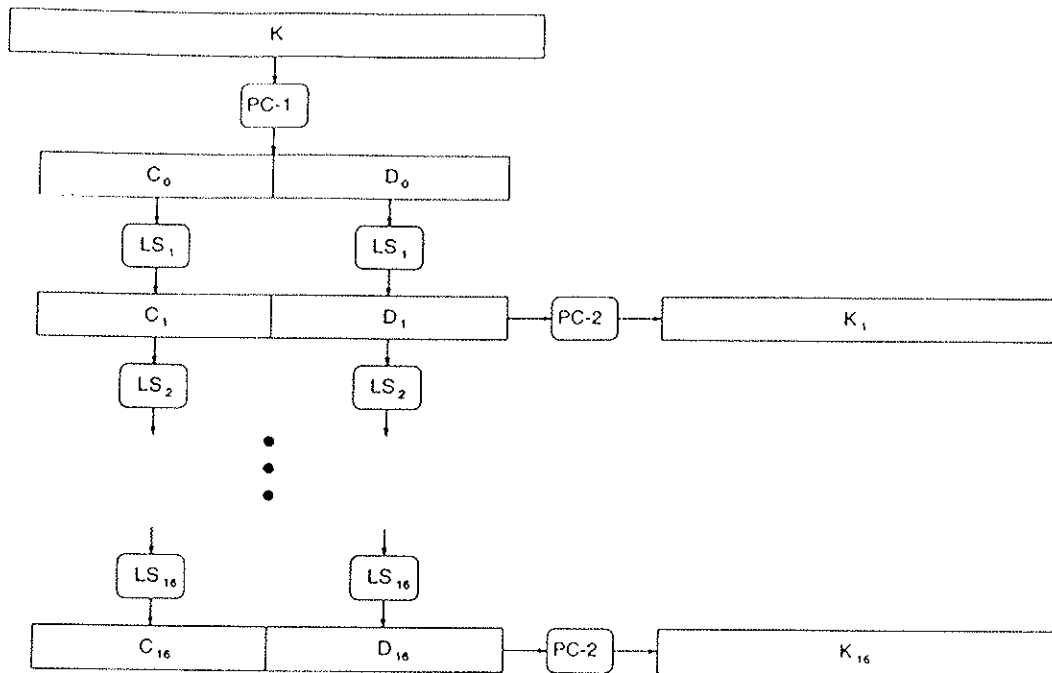 K
PC-1
C₀ D₀
LS₁ LS₁
C₁ D₁ PC-2 K₁
LS₂ LS₂
LS₁₆ LS₁₆
C₁₆ D₁₆ PC-2 K₁₆